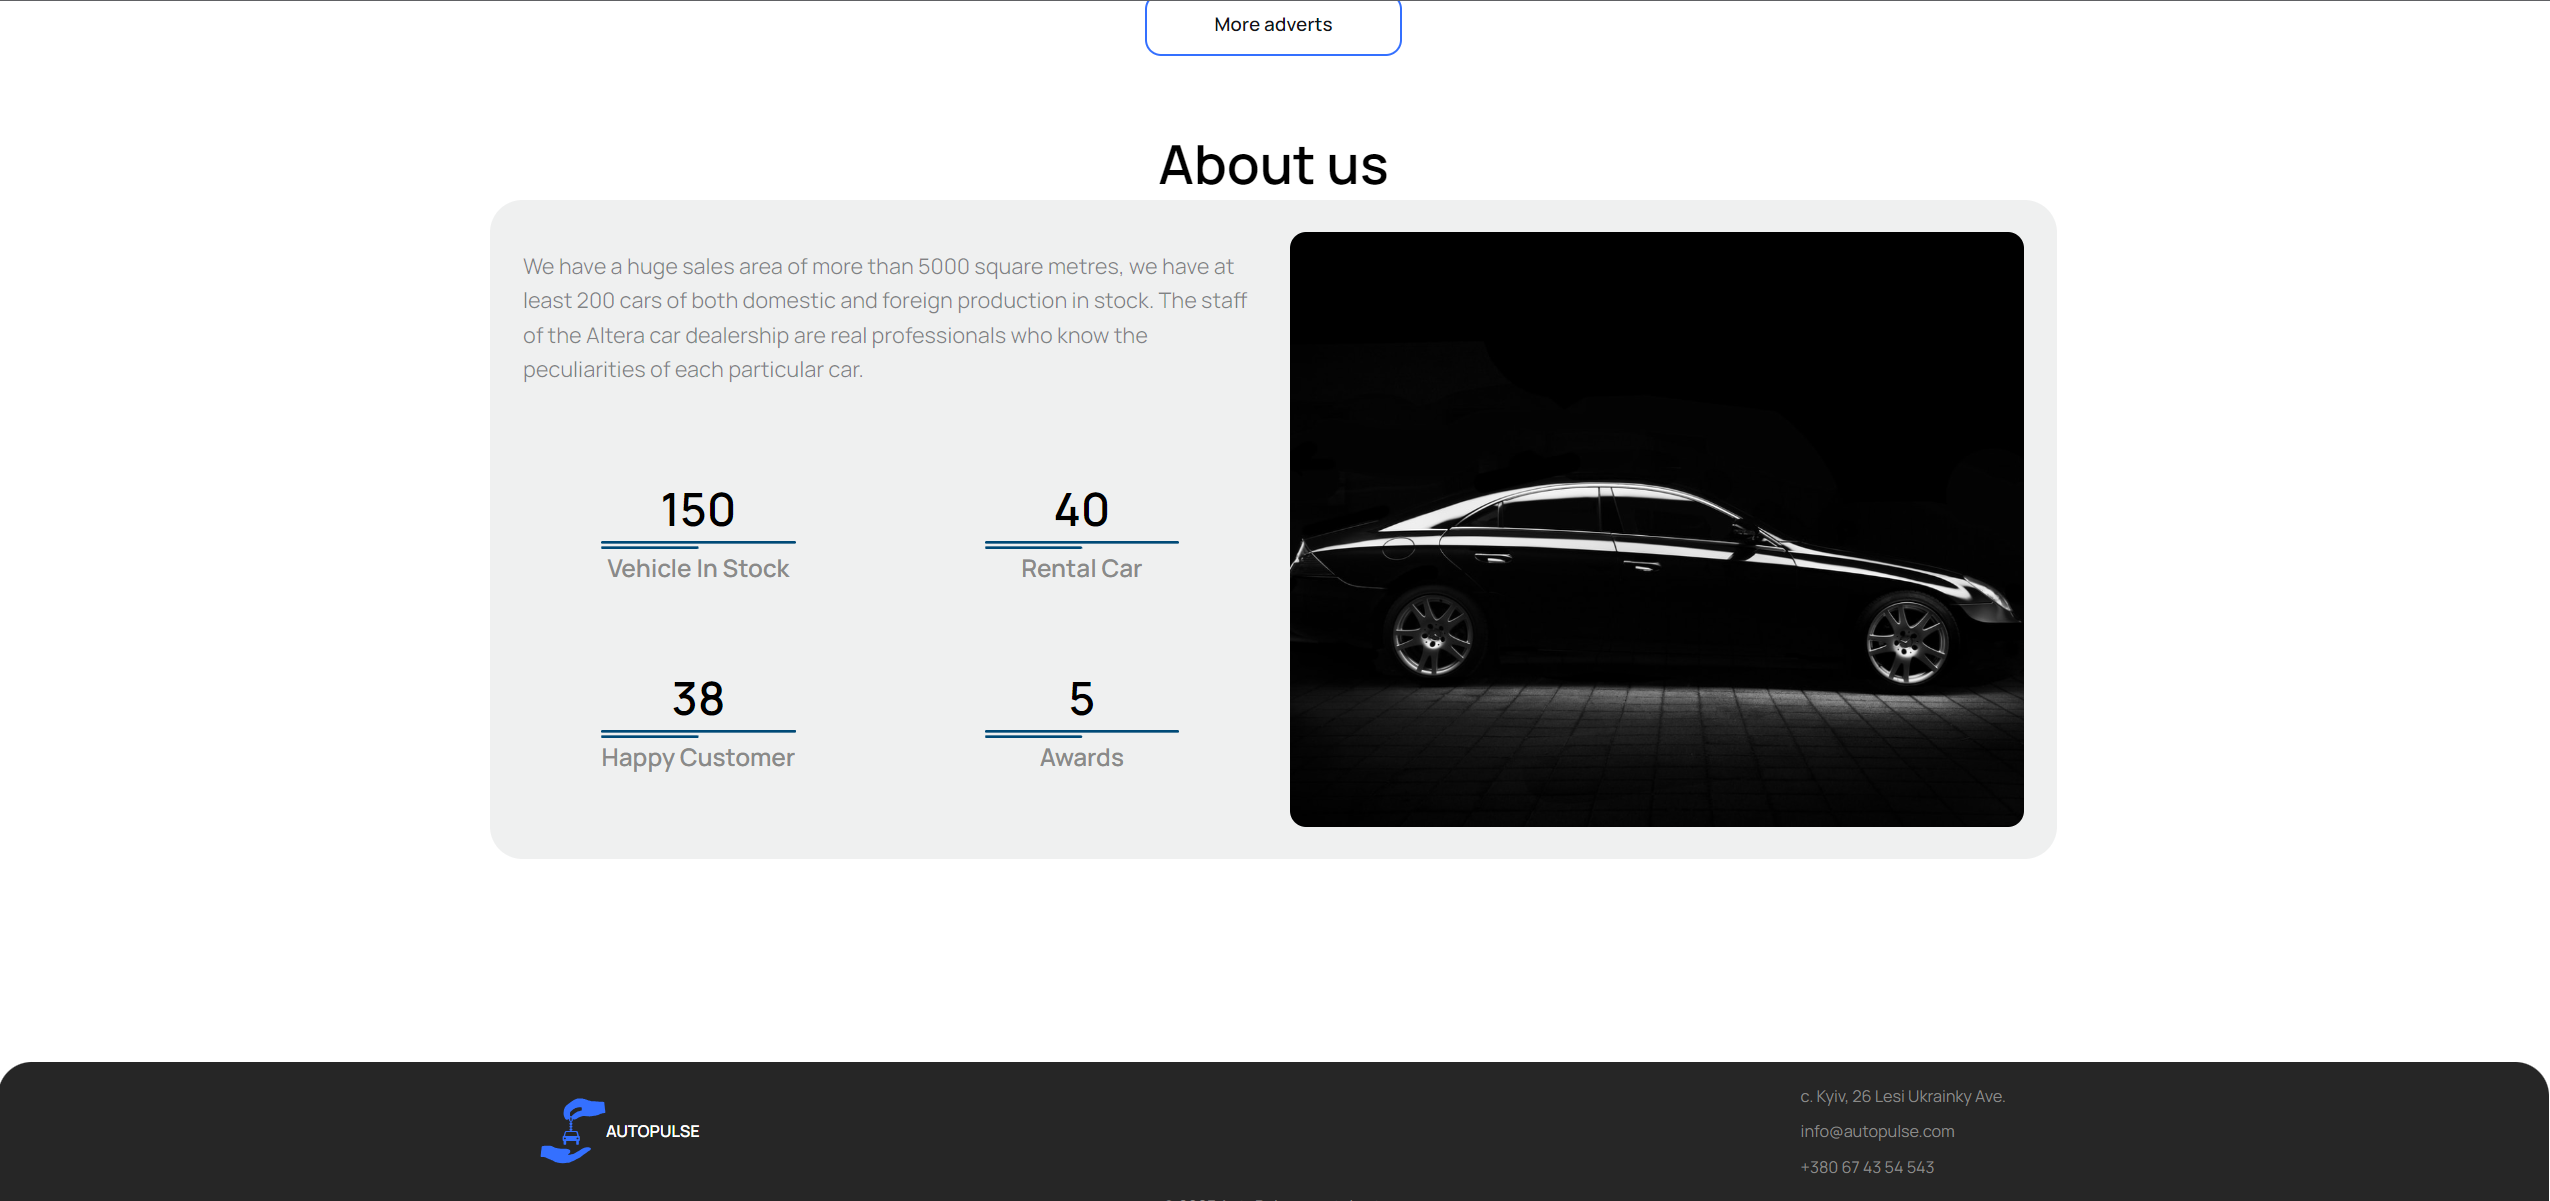 More adverts
About us
We have a huge sales area of more than 5000 square metres, we have at
least 200 cars of both domestic and foreign production in stock. The staff
of the Altera car dealership are real professionals who know the
peculiarities of each particular car.
150
Vehicle In Stock
40
Rental Car
38
Happy Customer
5
Awards
AUTOPULSE
c. Kyiv, 26 Lesi Ukrainky Ave.
info@autopulse.com
+380 67 43 54 543